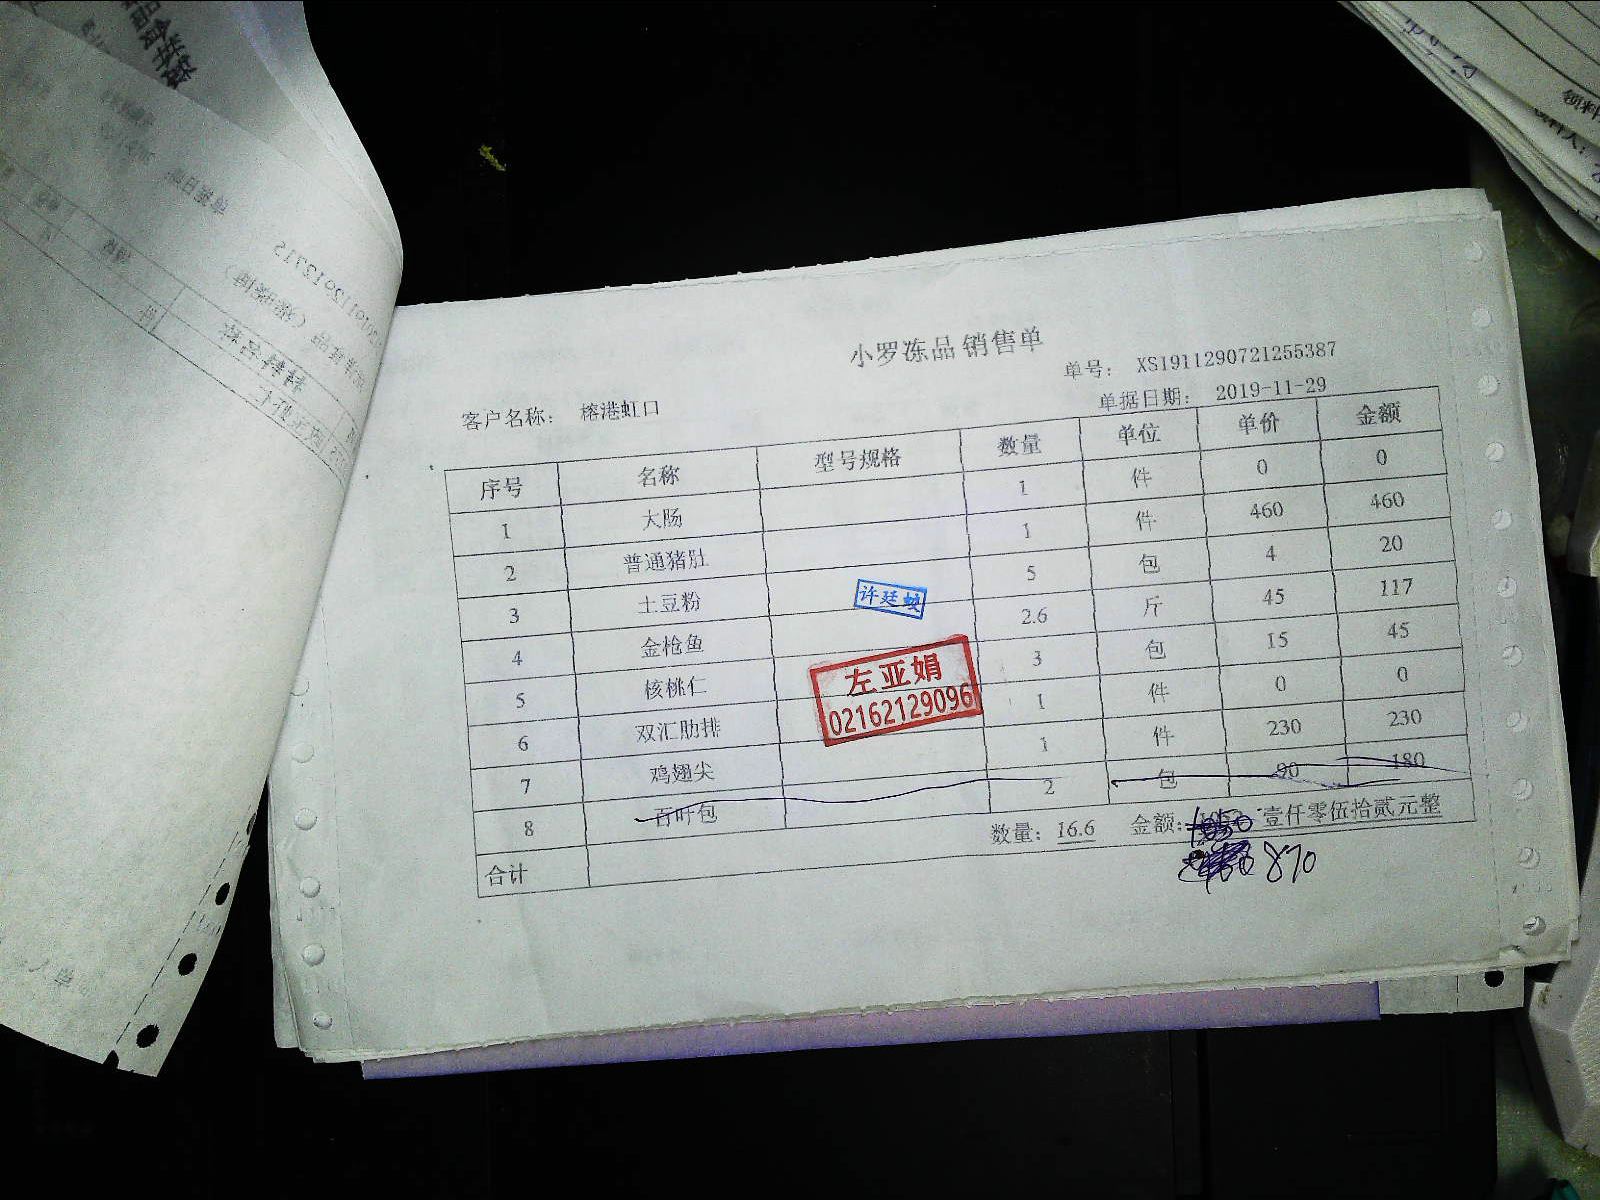 小罗冻品 销售单
单号： XS1911290721255387
客户名称： 榕港虹口
单据日期： 2019-11-29
序号 名称 型号规格 数量 单位 单价 金额
1 大肠 1 件 0 0
2 普通猪肚 1 件 460 460
3 土豆粉 5 包 4 20
4 金枪鱼 2.6 斤 45 117
5 核桃仁 3 包 15 45
6 双汇肋排 1 件 0 0
7 鸡翅尖 1 件 230 230
8 百叶包 2 包 90 180
合计 数量： 16.6 金额： 壹仟零伍拾贰元整
870
许廷
左亚娟
02162129096
领料